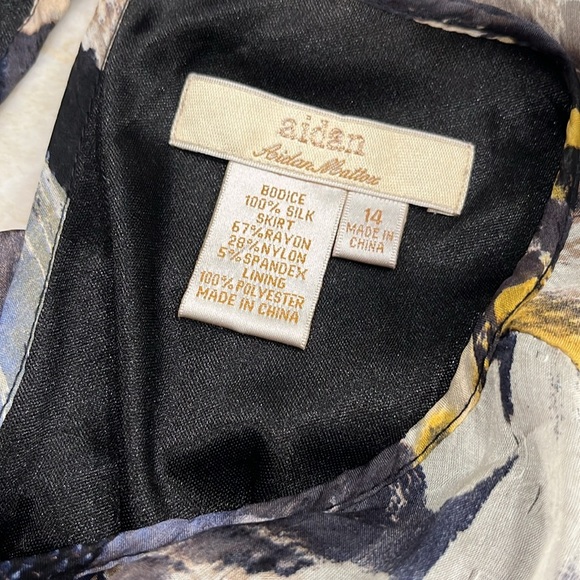 aidan
Aidan Mattox
BODICE
100% SILK
SKIRT
67%RAYON
28%NYLON
5%SPANDEX
LINING
100%POLYESTER
MADE IN CHINA
14
MADE IN
CHINA